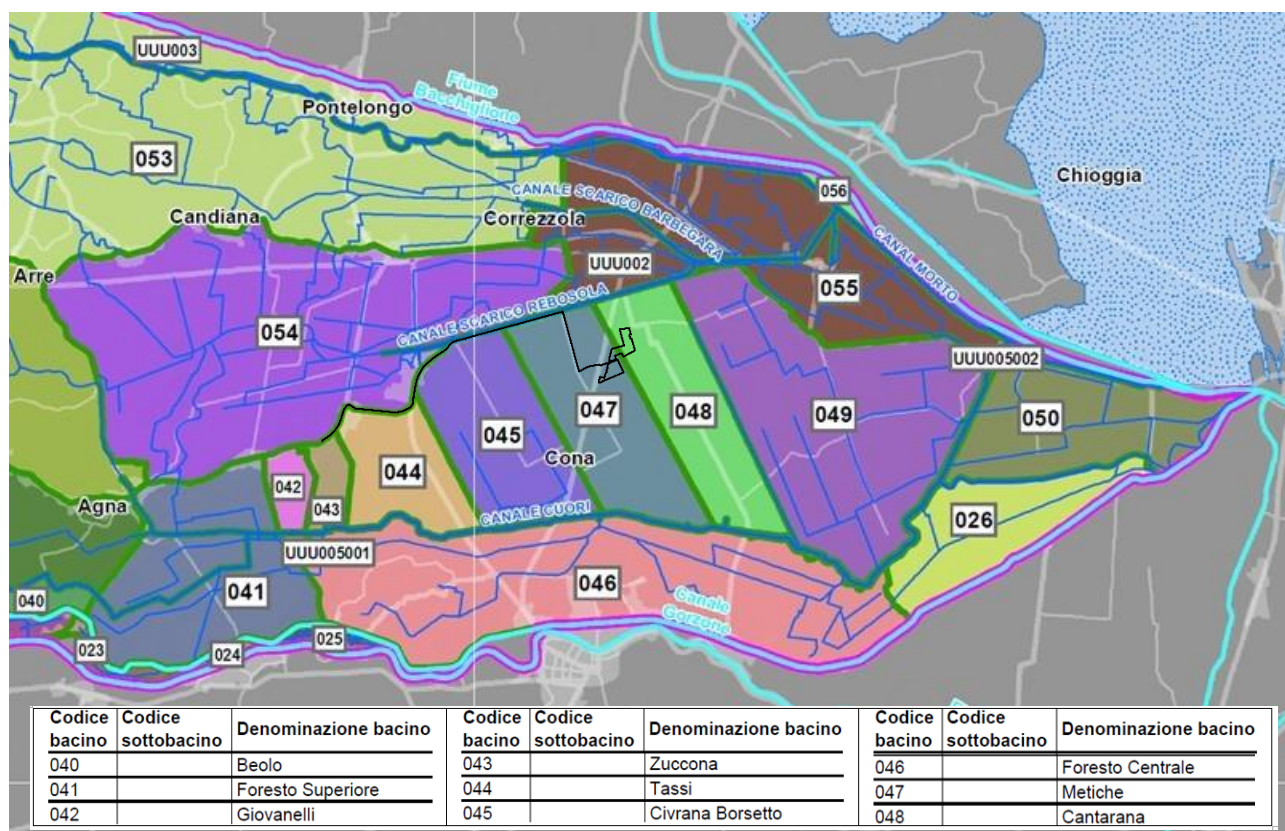 UUU003
Fiume
Bacchiglione
Pontelongo
053
Chioggia
056
CANALE SCARICO BARBEGARA
Candiana
Correzzola
CANAL MORTO
UUU002
Arre
055
CANALE SCARICO REBOSOLA
054
UUU005002
047
048
049
050
045
Cona
044
042
043
Agna
CANALE CUORI
026
UUU005001
046
041
040
Canale
Gorzone
025
023
024
Codice bacino Codice sottobacino Denominazione bacino
040 Beolo
041 Foresto Superiore
042 Giovanelli
Codice bacino Codice sottobacino Denominazione bacino
043 Zuccona
044 Tassi
045 Civrana Borsetto
Codice bacino Codice sottobacino Denominazione bacino
046 Foresto Centrale
047 Metiche
048 Cantarana